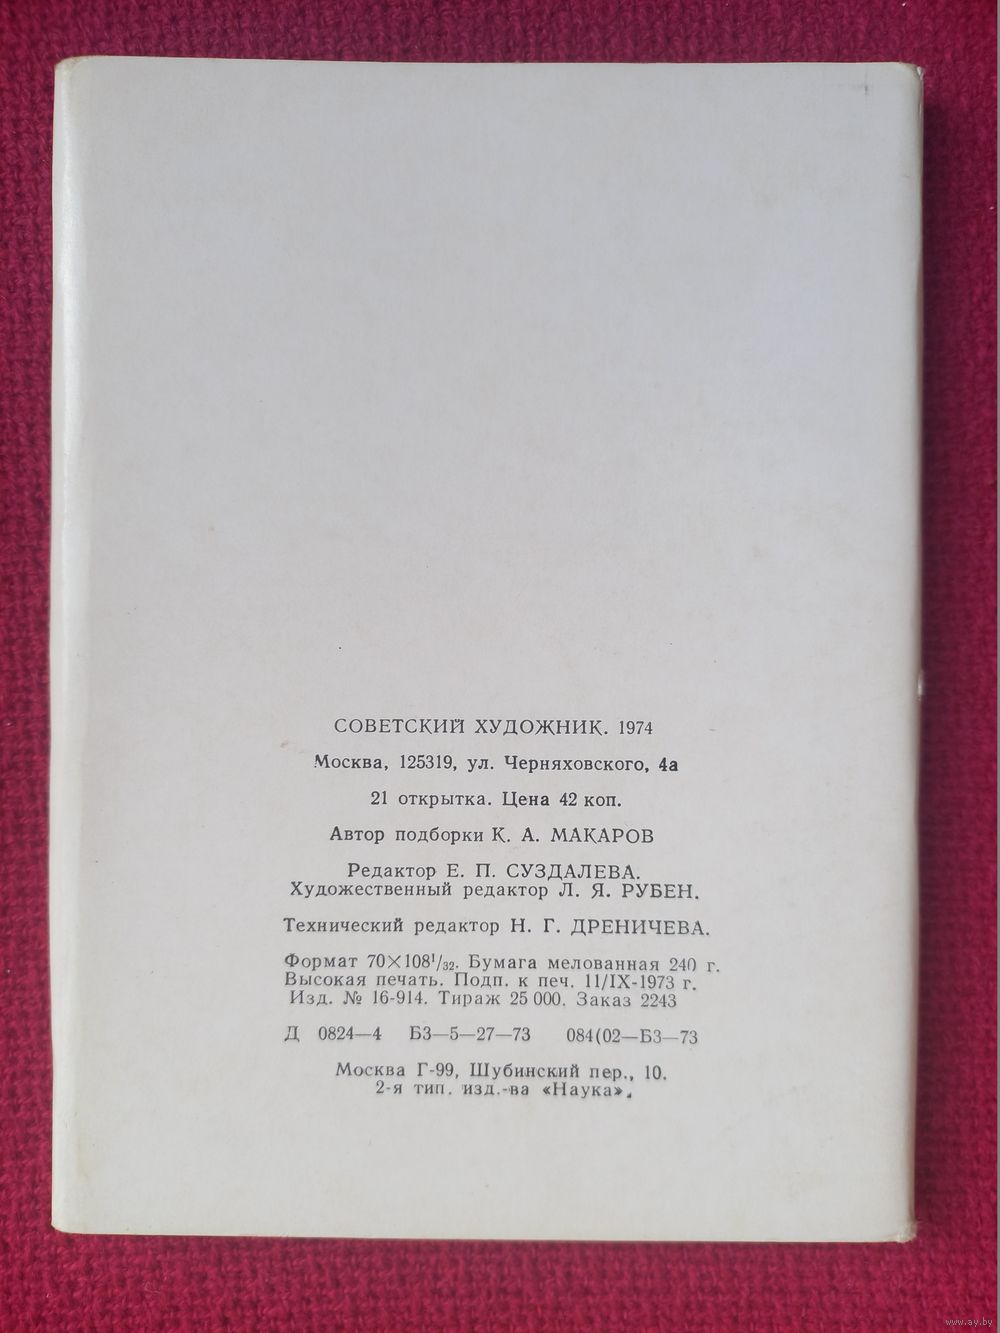 СОВЕТСКИЙ ХУДОЖНИК. 1974
Москва, 125319, ул. Черняховского, 4а
21 открытка. Цена 42 коп.
Автор подборки К. А. МАКАРОВ
Редактор Е. П. СУЗДАЛЕВА.
Художественный редактор Л. Я. РУБЕН.
Технический редактор Н. Г. ДРЕНИЧЕВА.
Формат 70×108¹/₃₂. Бумага мелованная 240 г.
Высокая печать. Подп. к печ. 11/IX-1973 г.
Изд. № 16-914. Тираж 25 000. Заказ 2243
Д 0824—4 БЗ—5—27—73 084(02—БЗ—73
Москва Г-99, Шубинский пер., 10.
2-я тип. изд.-ва «Наука».
www.ay.by